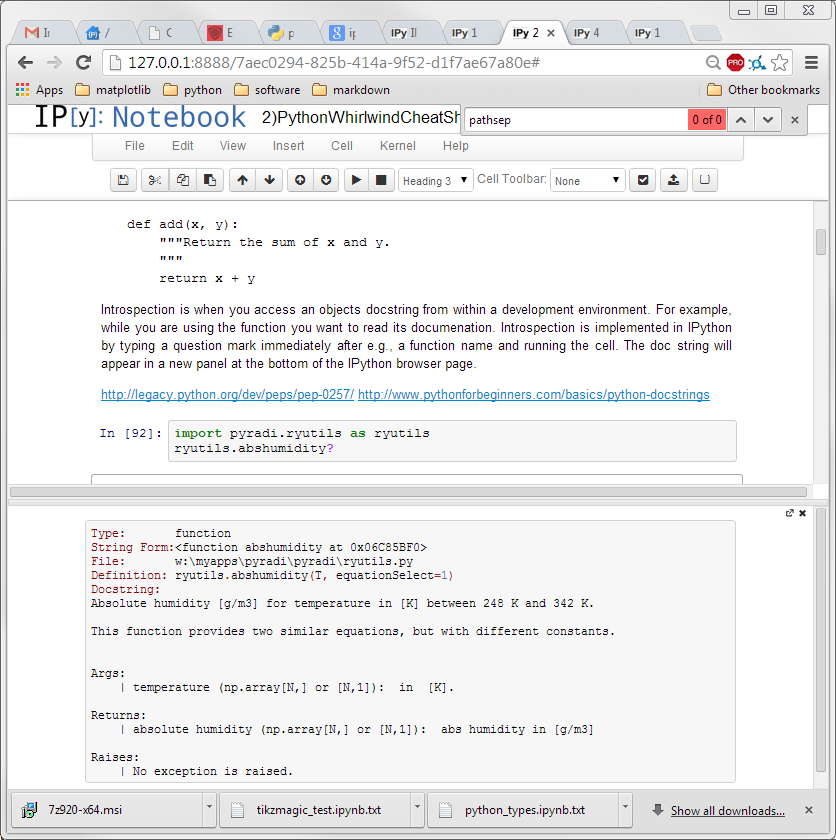 In
/
C
E
p
ip
IPy II
IPy 1
IPy 2
IPy 4
IPy 1
127.0.0.1:8888/7aec0294-825b-414a-9f52-d1f7ae67a80e#
PRO
Apps matplotlib python software markdown Other bookmarks
IP[y]: Notebook 2)PythonWhirlwindCheatSh
pathsep 0 of 0
File Edit View Insert Cell Kernel Help
Heading 3 Cell Toolbar: None
def add(x, y):
"""Return the sum of x and y.
"""
return x + y
Introspection is when you access an objects docstring from within a development environment. For example,
while you are using the function you want to read its documenation. Introspection is implemented in IPython
by typing a question mark immediately after e.g., a function name and running the cell. The doc string will
appear in a new panel at the bottom of the IPython browser page.
http://legacy.python.org/dev/peps/pep-0257/ http://www.pythonforbeginners.com/basics/python-docstrings
In [92]: import pyradi.ryutils as ryutils
ryutils.abshumidity?
Type: function
String Form:<function abshumidity at 0x06C85BF0>
File: w:\myapps\pyradi\pyradi\ryutils.py
Definition: ryutils.abshumidity(T, equationSelect=1)
Docstring:
Absolute humidity [g/m3] for temperature in [K] between 248 K and 342 K.
This function provides two similar equations, but with different constants.
Args:
| temperature (np.array[N,] or [N,1]): in [K].
Returns:
| absolute humidity (np.array[N,] or [N,1]): abs humidity in [g/m3]
Raises:
| No exception is raised.
7z920-x64.msi tikzmagic_test.ipynb.txt python_types.ipynb.txt Show all downloads...